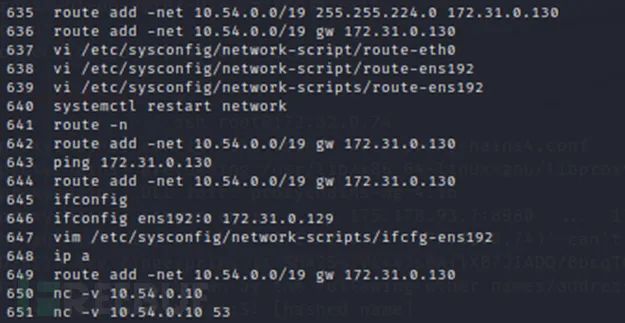 635 route add -net 10.54.0.0/19 255.255.224.0 172.31.0.130
636 route add -net 10.54.0.0/19 gw 172.31.0.130
637 vi /etc/sysconfig/network-script/route-eth0
638 vi /etc/sysconfig/network-script/route-ens192
639 vi /etc/sysconfig/network-scripts/route-ens192
640 systemctl restart network
641 route -n
642 route add -net 10.54.0.0/19 gw 172.31.0.130
643 ping 172.31.0.130
644 route add -net 10.54.0.0/19 gw 172.31.0.130
645 ifconfig
646 ifconfig ens192:0 172.31.0.129
647 vim /etc/sysconfig/network-scripts/ifcfg-ens192
648 ip a
649 route add -net 10.54.0.0/19 gw 172.31.0.130
650 nc -v 10.54.0.10
651 nc -v 10.54.0.10 53
[hashed name]